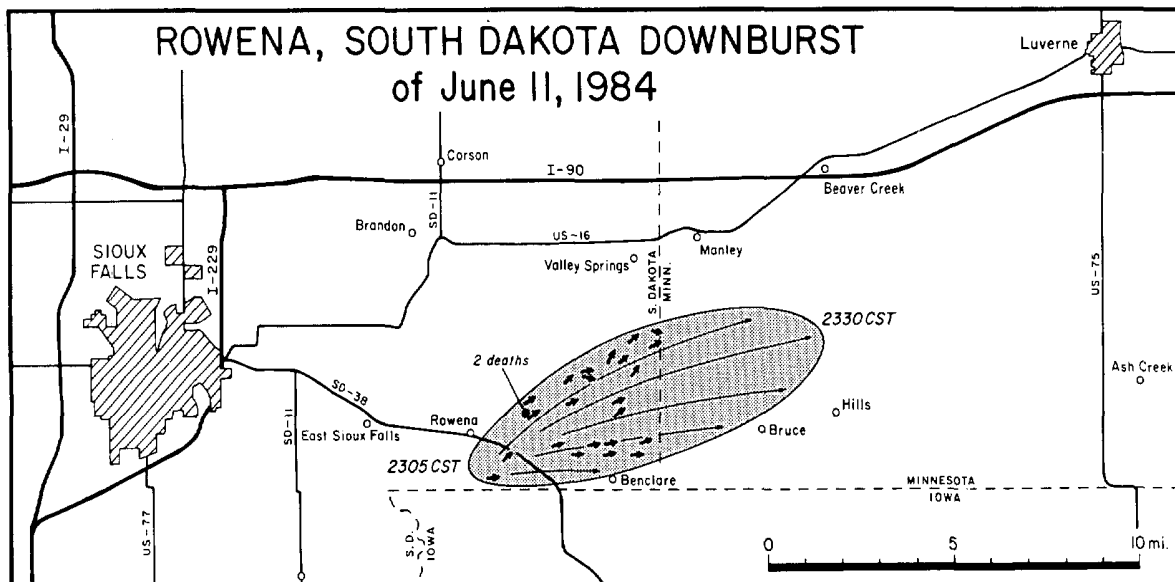 ROWENA, SOUTH DAKOTA DOWNBURST
of June 11, 1984
Luverne
I-29
Corson
I-90
Beaver Creek
SD-11
Brandon
US-16
Manley
SIOUX
FALLS
I-229
Valley Springs
S. DAKOTA
MINN.
US-75
2330 CST
2 deaths
Ash Creek
SD-38
SD-11
Rowena
East Sioux Falls
Hills
Bruce
2305 CST
Benclare
MINNESOTA
IOWA
US-77
S.D.
IOWA
0 5 10 mi.